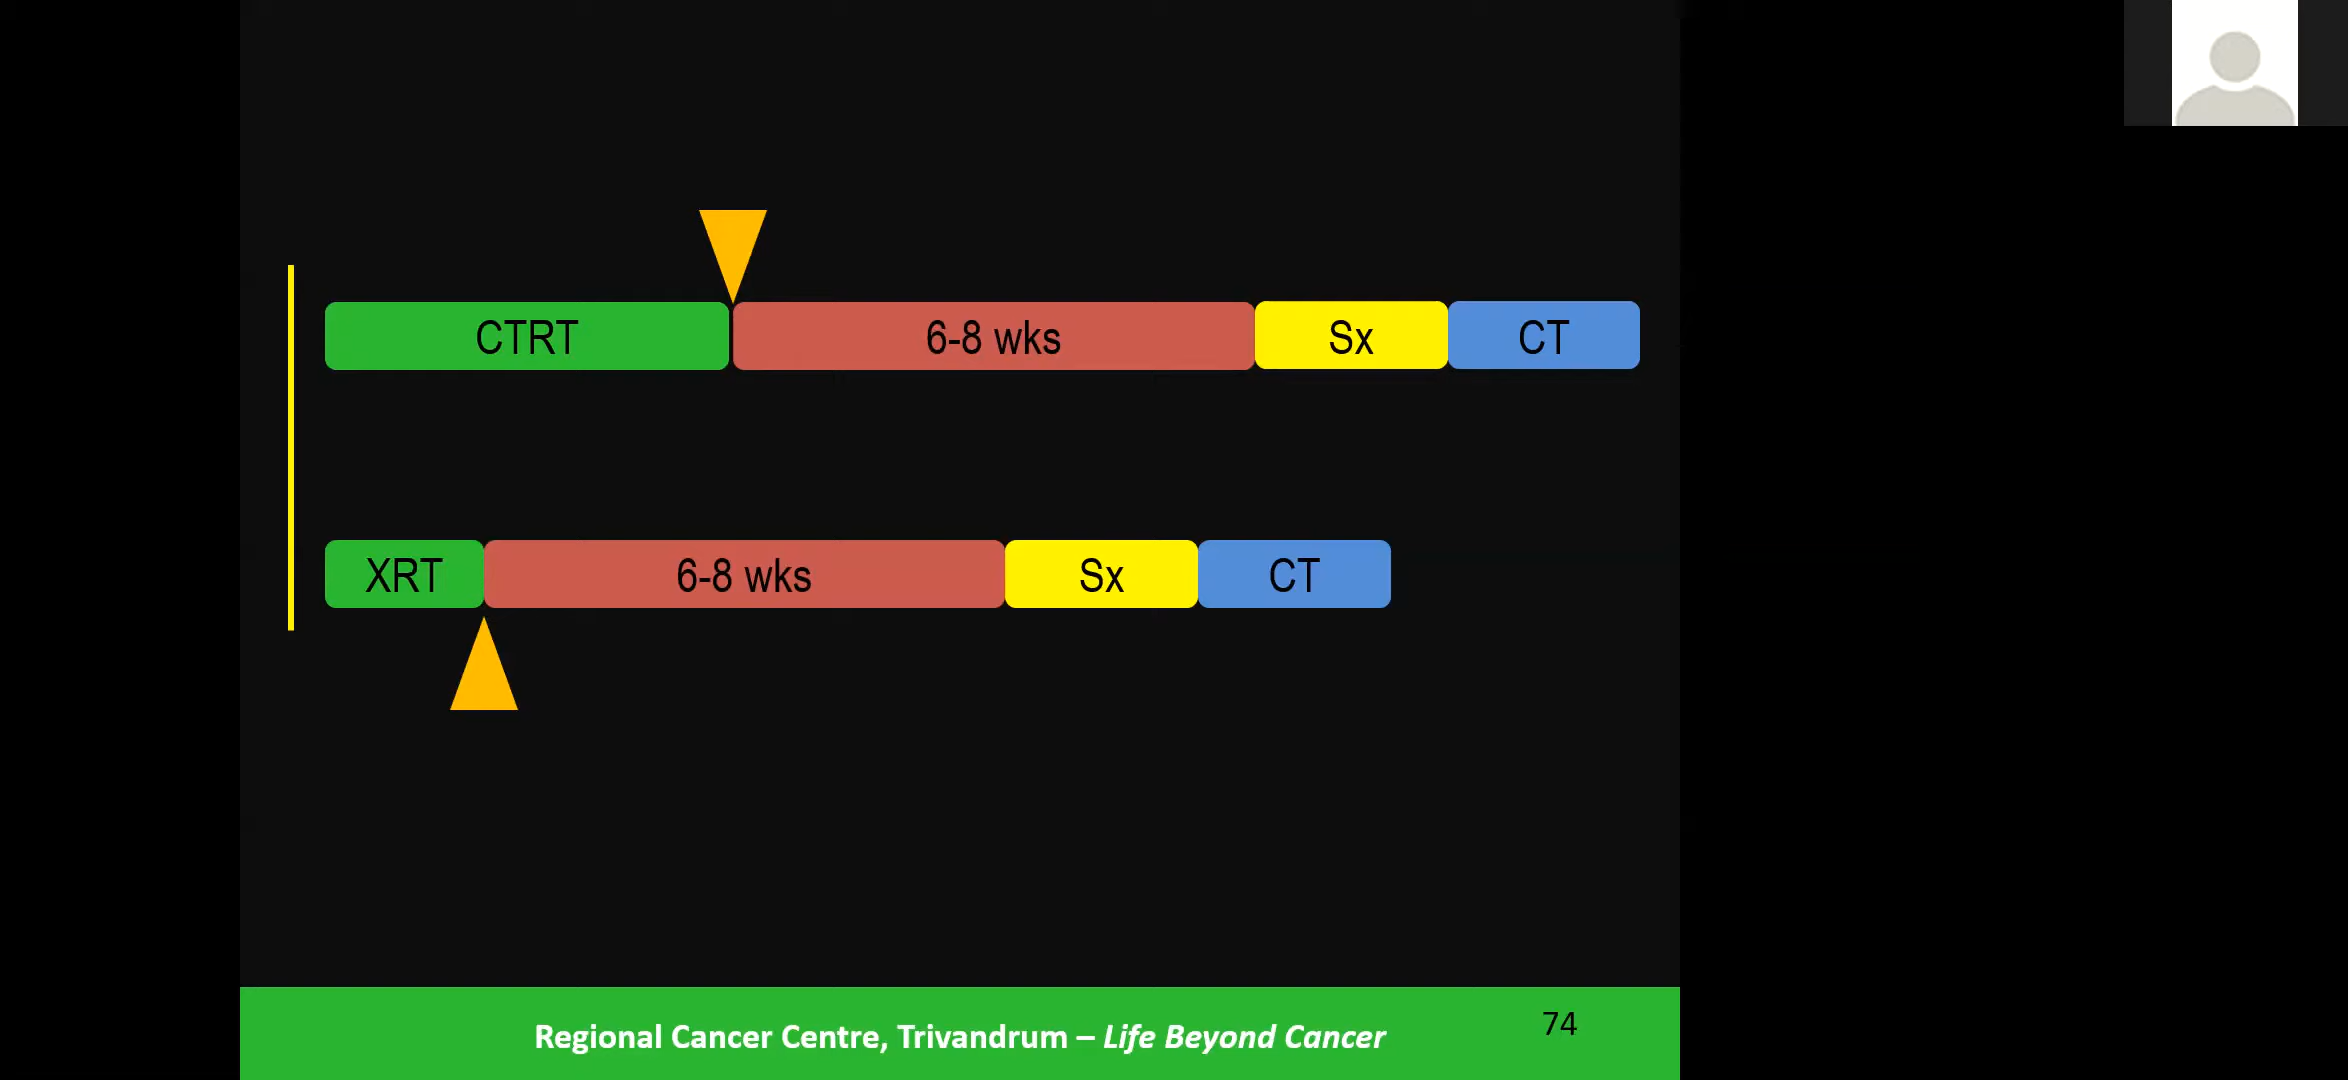 CTRT 6-8 wks Sx CT
XRT 6-8 wks Sx CT
Regional Cancer Centre, Trivandrum – Life Beyond Cancer 74